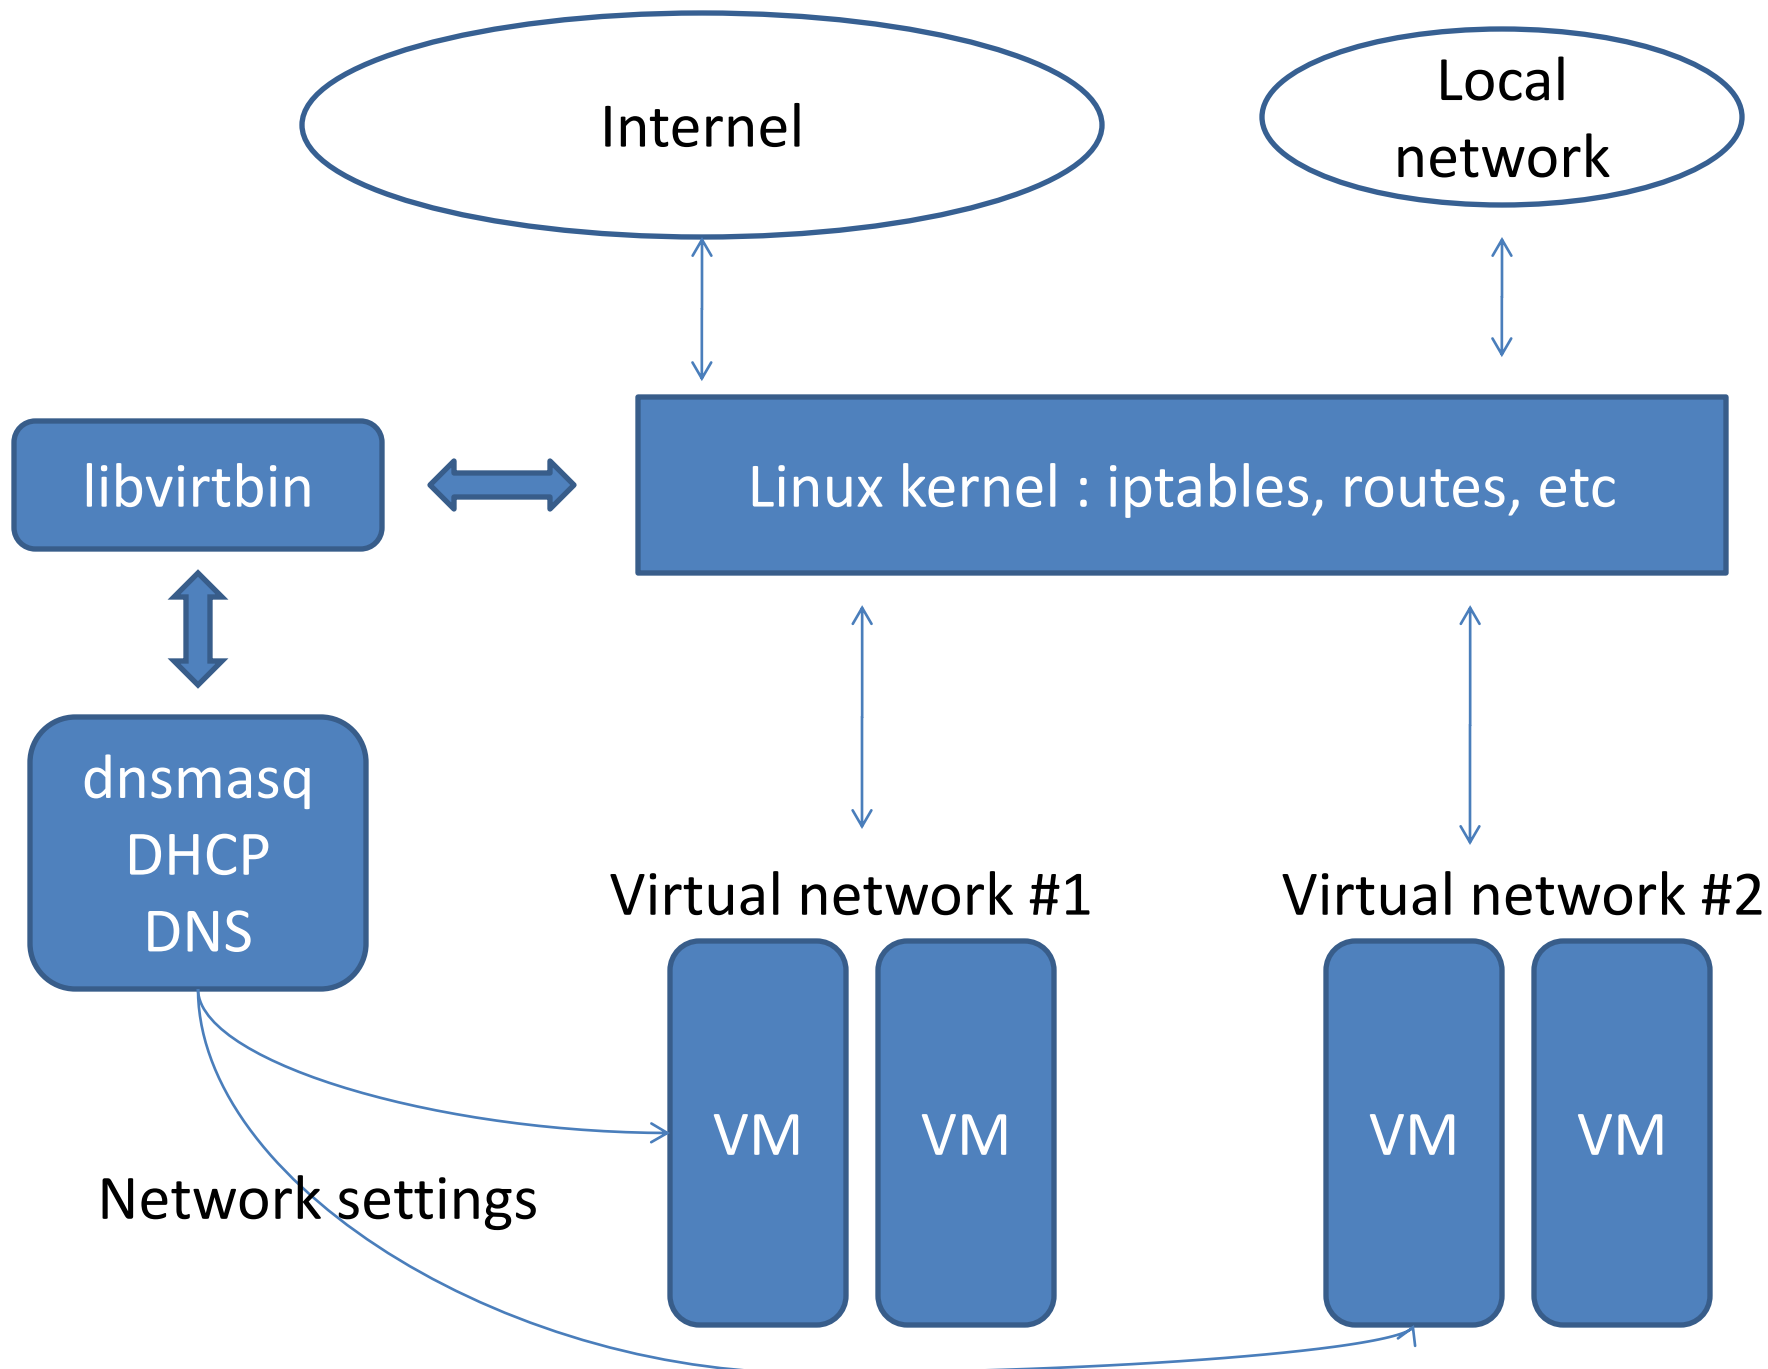 Internel
Local
network
libvirtbin
Linux kernel : iptables, routes, etc
dnsmasq
DHCP
DNS
Virtual network #1
Virtual network #2
VM
VM
VM
VM
Network settings